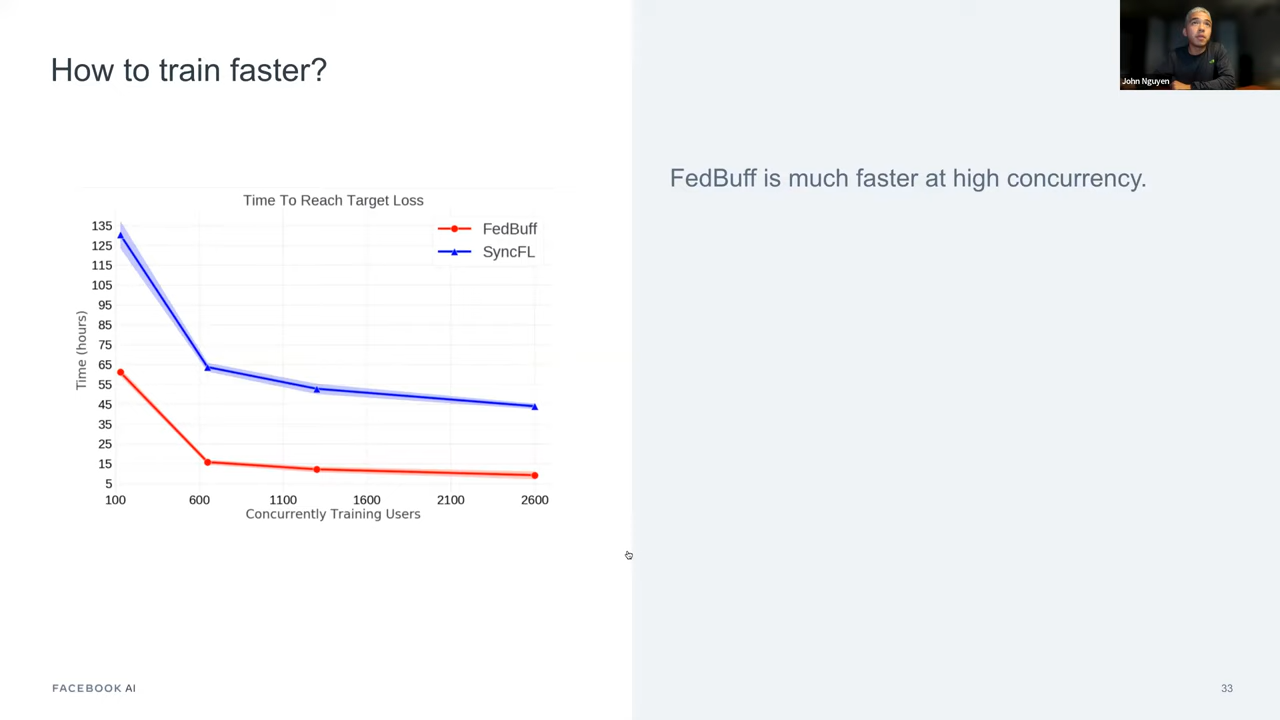 How to train faster?
John Nguyen
FedBuff is much faster at high concurrency.
Time To Reach Target Loss
FedBuff
SyncFL
Time (hours)
135
125
115
105
95
85
75
65
55
45
35
25
15
5
100 600 1100 1600 2100 2600
Concurrently Training Users
FACEBOOK AI
33